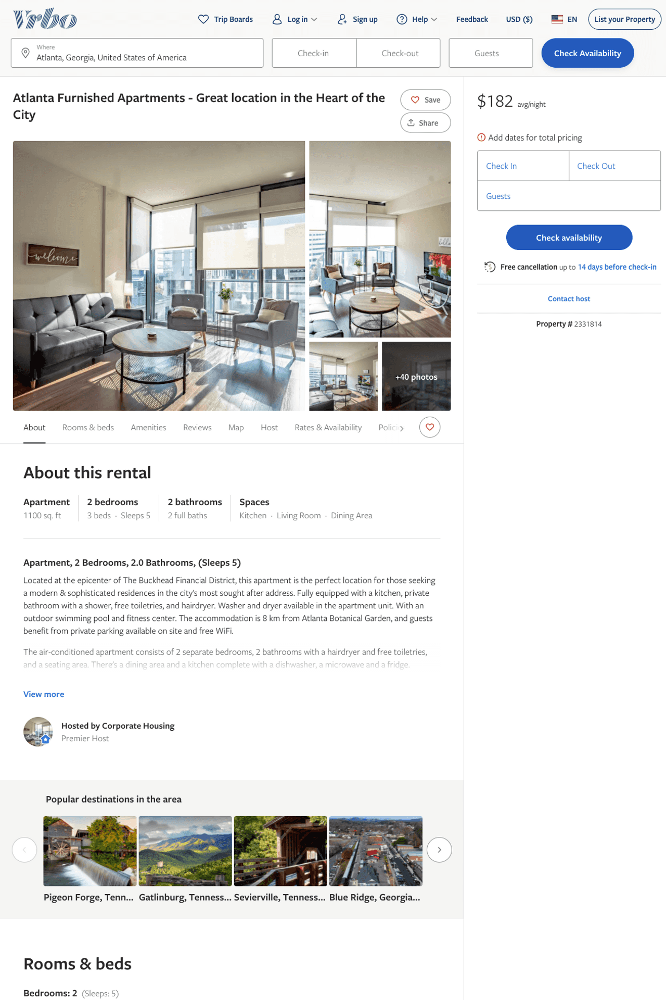 Vrbo
Trip Boards
Log in
Sign up
Help
Feedback
USD ($)
EN
List your Property
Where
Atlanta, Georgia, United States of America
Check-in
Check-out
Guests
Check Availability
Atlanta Furnished Apartments - Great location in the Heart of the
City
Save
Share
welcome
+40 photos
$182 avg/night
Add dates for total pricing
Check In
Check Out
Guests
Check availability
Free cancellation up to 14 days before check-in
Contact host
Property # 2331814
About
Rooms & beds
Amenities
Reviews
Map
Host
Rates & Availability
About this rental
Apartment
1100 sq. ft
2 bedrooms
3 beds · Sleeps 5
2 bathrooms
2 full baths
Spaces
Kitchen · Living Room · Dining Area
Apartment, 2 Bedrooms, 2.0 Bathrooms, (Sleeps 5)
Located at the epicenter of The Buckhead Financial District, this apartment is the perfect location for those seeking
a modern & sophisticated residences in the city's most sought after address. Fully equipped with a kitchen, private
bathroom with a shower, free toiletries, and hairdryer. Washer and dryer available in the apartment unit. With an
outdoor swimming pool and fitness center. The accommodation is 8 km from Atlanta Botanical Garden, and guests
benefit from private parking available on site and free WiFi.
The air-conditioned apartment consists of 2 separate bedrooms, 2 bathrooms with a hairdryer and free toiletries,
and a seating area. There's a dining area and a kitchen complete with a dishwasher, a microwave and a fridge.
View more
Hosted by Corporate Housing
Premier Host
Popular destinations in the area
Pigeon Forge, Tenn...
Gatlinburg, Tenness...
Sevierville, Tenness...
Blue Ridge, Georgia...
Rooms & beds
Bedrooms: 2 (Sleeps: 5)